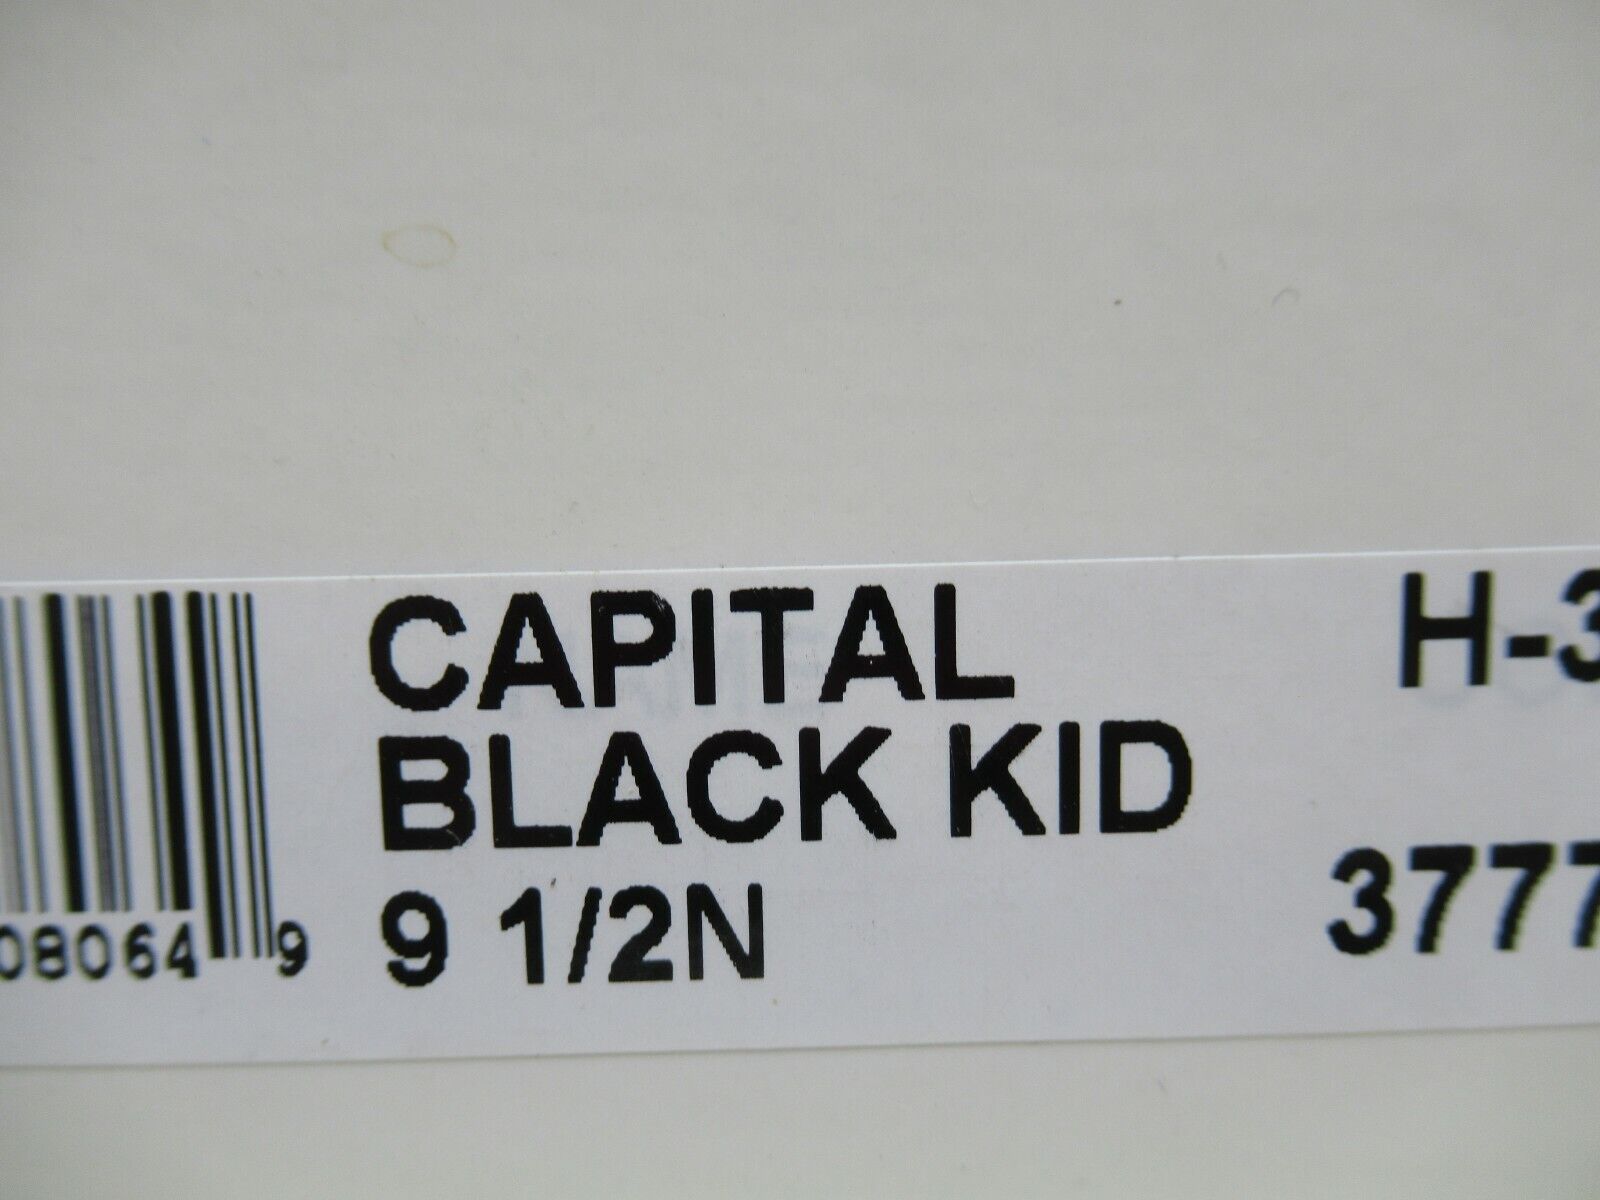 CAPITAL
BLACK KID
9 1/2N
H-3
3777
08064 9